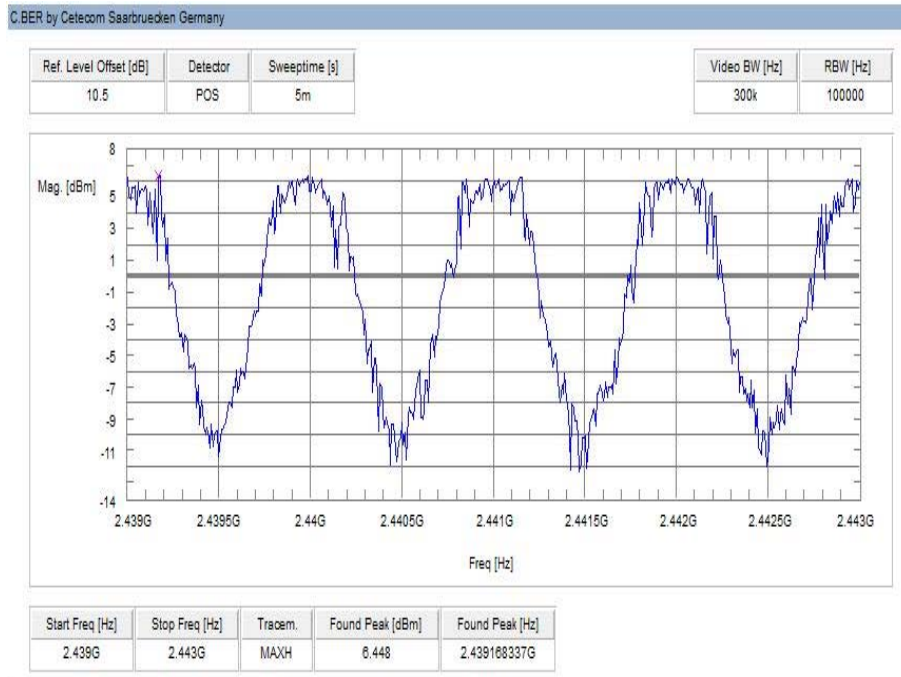 C.BER by Cetecom Saarbruecken Germany
Ref. Level Offset [dB] Detector Sweeptime [s] Video BW [Hz] RBW [Hz]
10.5 POS 5m 300k 100000
8
Mag. [dBm]
5
3
1
-1
-3
-5
-7
-9
-11
-14
2.439G 2.4395G 2.44G 2.4405G 2.441G 2.4415G 2.442G 2.4425G 2.443G
Freq [Hz]
Start Freq [Hz] Stop Freq [Hz] Tracem. Found Peak [dBm] Found Peak [Hz]
2.439G 2.443G MAXH 6.448 2.439168337G